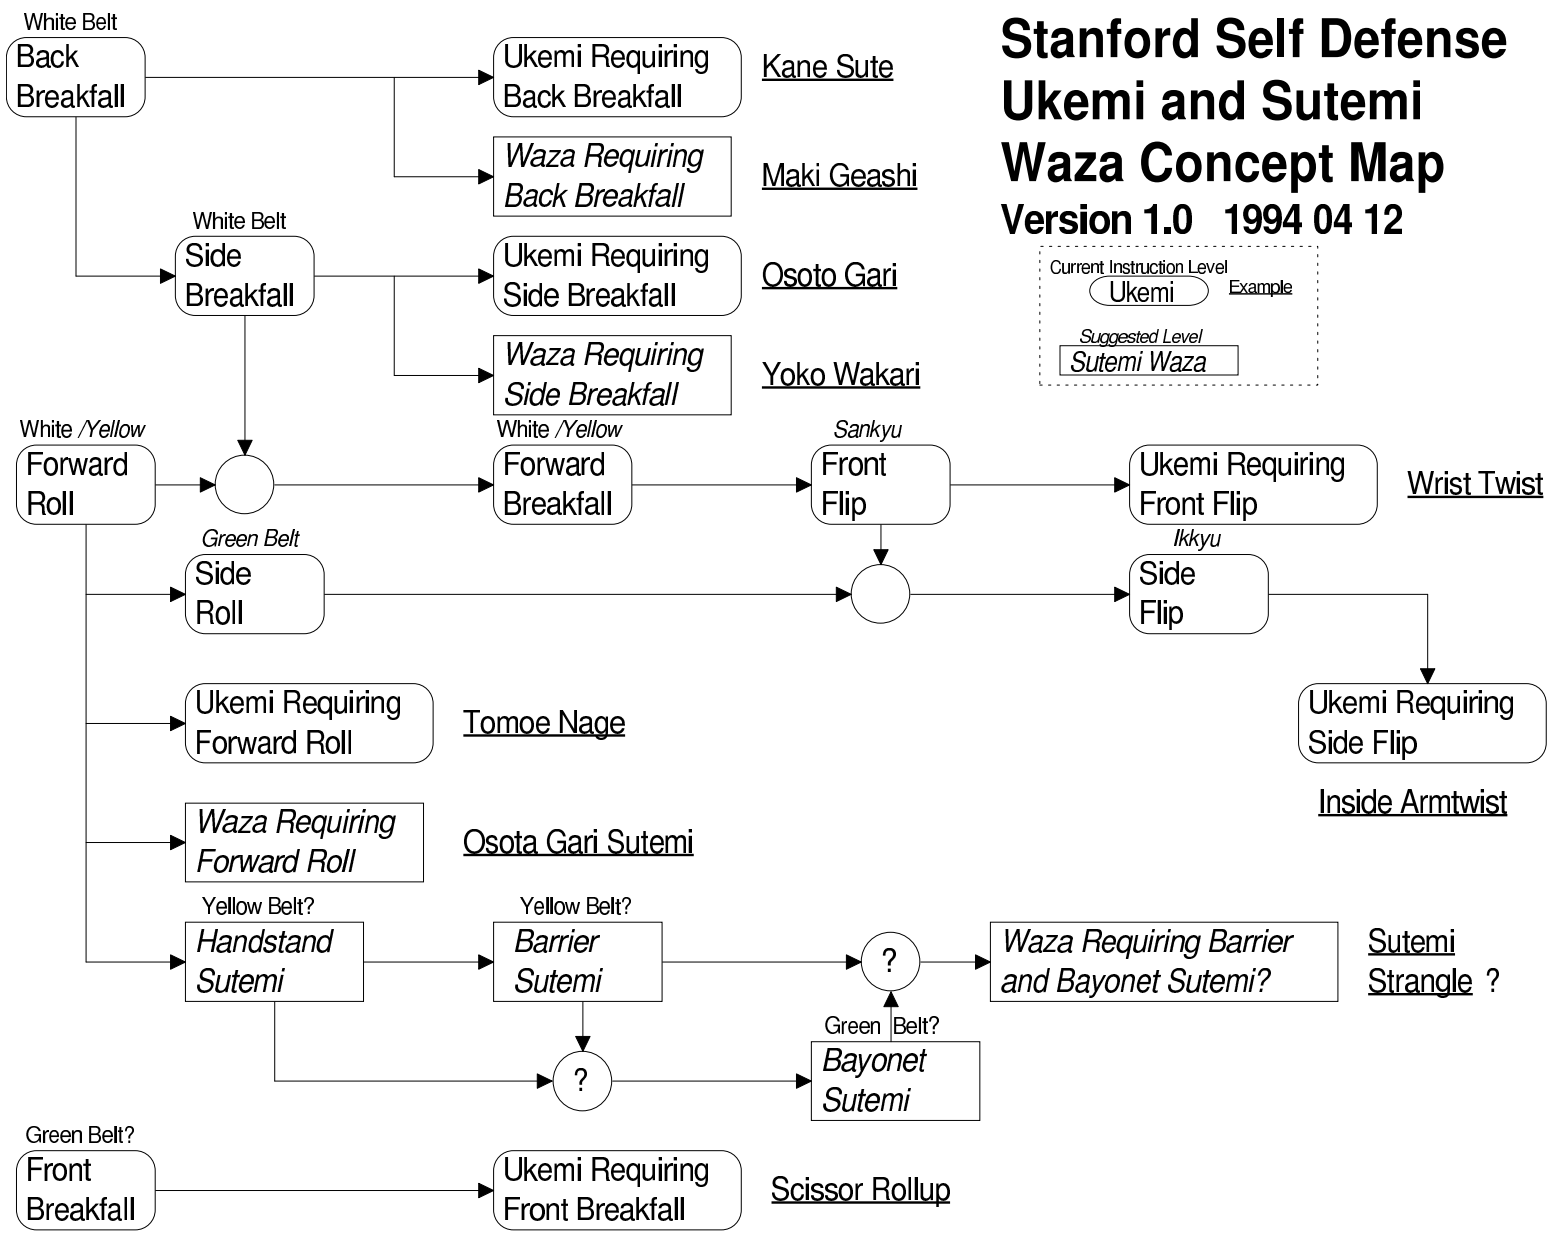 Stanford Self Defense
Ukemi and Sutemi
Waza Concept Map
Version 1.0   1994 04 12
Current Instruction Level
Ukemi
Example
Suggested Level
Sutemi Waza
White Belt
Back
Breakfall
Ukemi Requiring
Back Breakfall
Kane Sute
Waza Requiring
Back Breakfall
Maki Geashi
White Belt
Side
Breakfall
Ukemi Requiring
Side Breakfall
Osoto Gari
Waza Requiring
Side Breakfall
Yoko Wakari
White /Yellow
Forward
Roll
White /Yellow
Forward
Breakfall
Sankyu
Front
Flip
Ukemi Requiring
Front Flip
Wrist Twist
Green Belt
Side
Roll
Ikkyu
Side
Flip
Ukemi Requiring
Side Flip
Inside Armtwist
Ukemi Requiring
Forward Roll
Tomoe Nage
Waza Requiring
Forward Roll
Osota Gari Sutemi
Yellow Belt?
Handstand
Sutemi
Yellow Belt?
Barrier
Sutemi
?
Waza Requiring Barrier
and Bayonet Sutemi?
Sutemi
Strangle ?
?
Green Belt?
Bayonet
Sutemi
Green Belt?
Front
Breakfall
Ukemi Requiring
Front Breakfall
Scissor Rollup